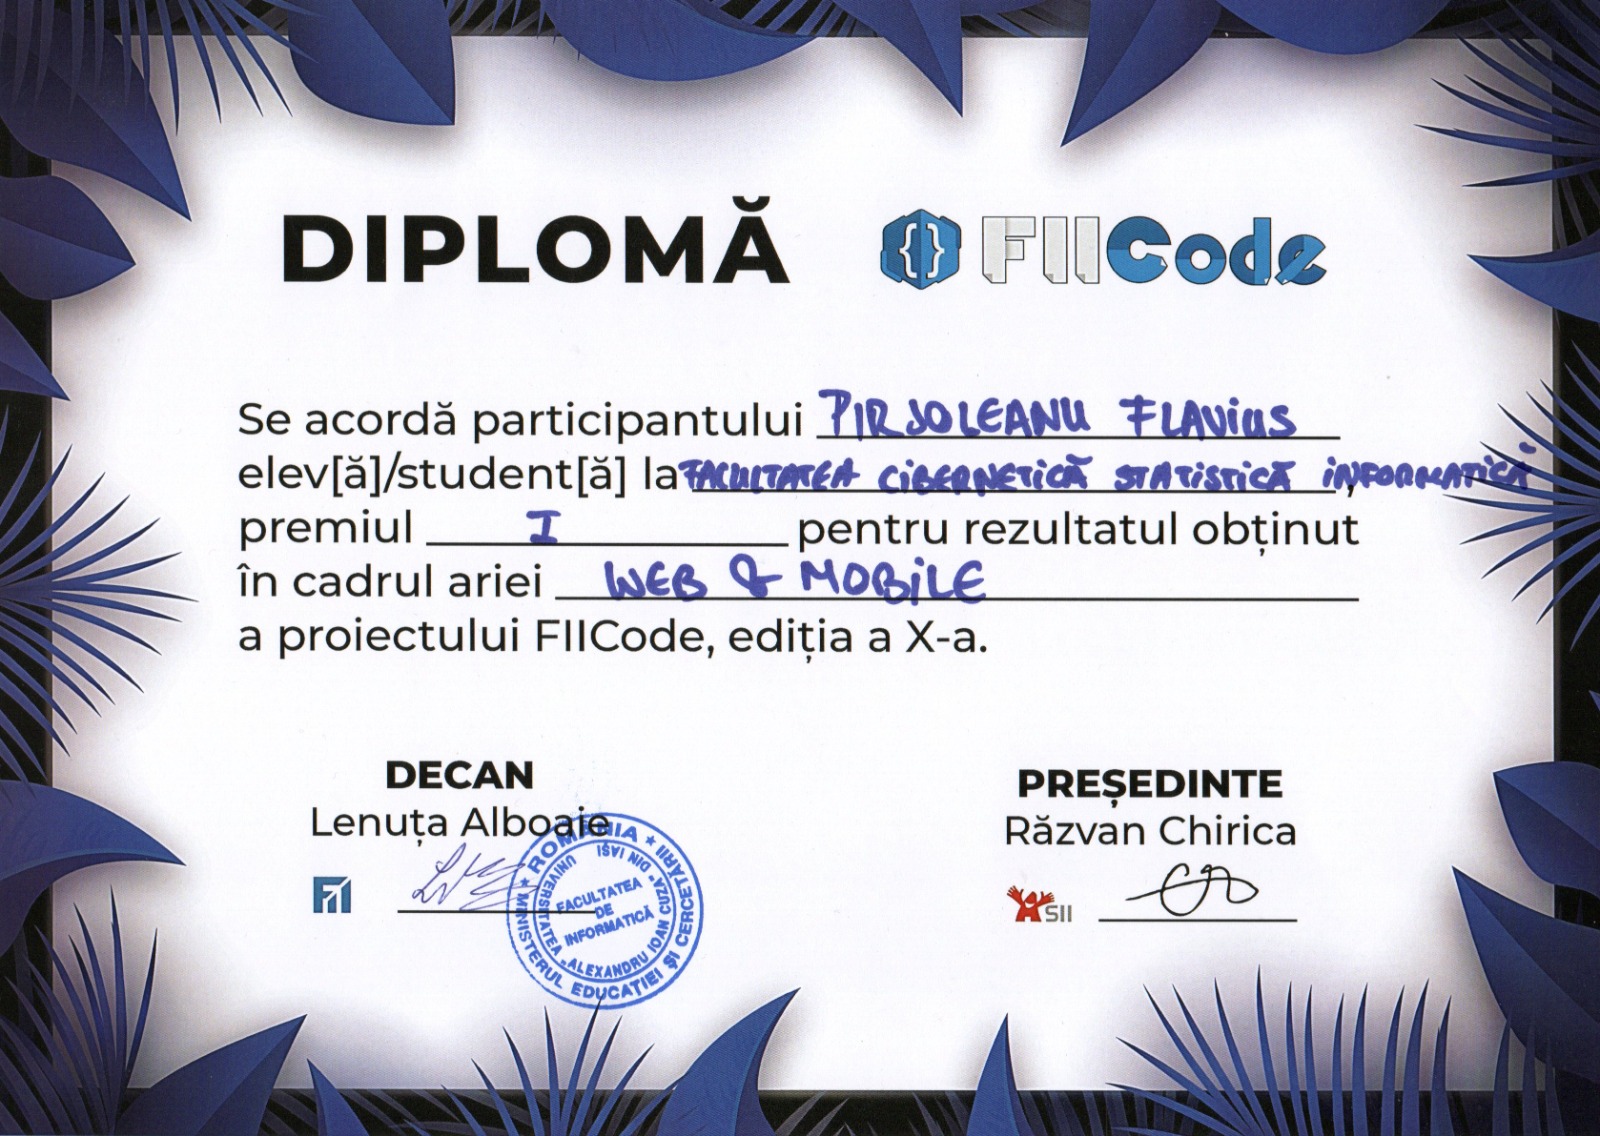 DIPLOMĂ
FIICode
Se acordă participantului PIRJOLEANU FLAVIUS
elev[ă]/student[ă] la FACULTATEA CIBERNETICĂ STATISTICĂ INFORMATICĂ,
premiul I pentru rezultatul obținut
în cadrul ariei WEB & MOBILE
a proiectului FIICode, ediția a X-a.
DECAN
Lenuța Alboaie
PREȘEDINTE
Răzvan Chirica
FII
ASII
ROMÂNIA ★ MINISTERUL EDUCAȚIEI ȘI CERCETĂRII ★
UNIVERSITATEA „ALEXANDRU IOAN CUZA” DIN IAȘI
FACULTATEA
DE
INFORMATICĂ